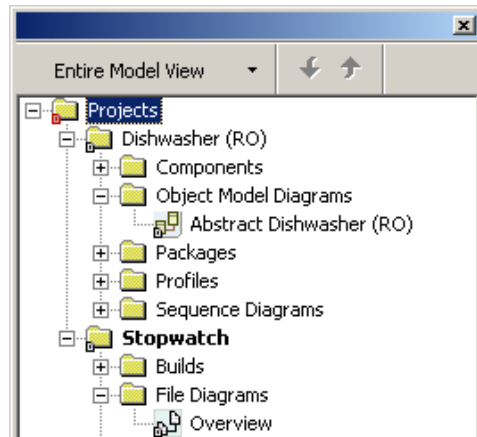 Entire Model View
Projects
Dishwasher (RO)
Components
Object Model Diagrams
Abstract Dishwasher (RO)
Packages
Profiles
Sequence Diagrams
Stopwatch
Builds
File Diagrams
Overview